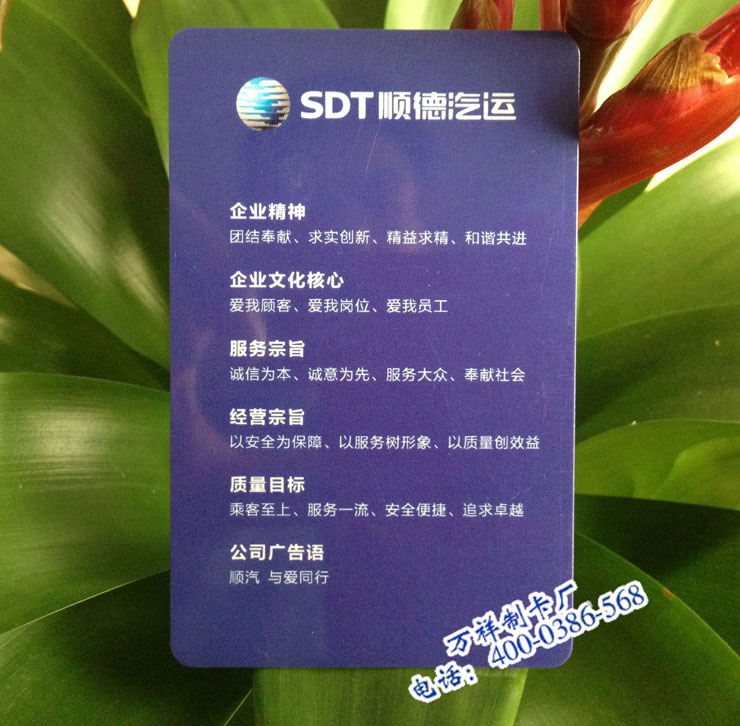 SDT顺德汽运
企业精神
团结奉献、求实创新、精益求精、和谐共进
企业文化核心
爱我顾客、爱我岗位、爱我员工
服务宗旨
诚信为本、诚意为先、服务大众、奉献社会
经营宗旨
以安全为保障、以服务树形象、以质量创效益
质量目标
乘客至上、服务一流、安全便捷、追求卓越
公司广告语
顺汽 与爱同行
万祥制卡厂
电话：400-0386-568